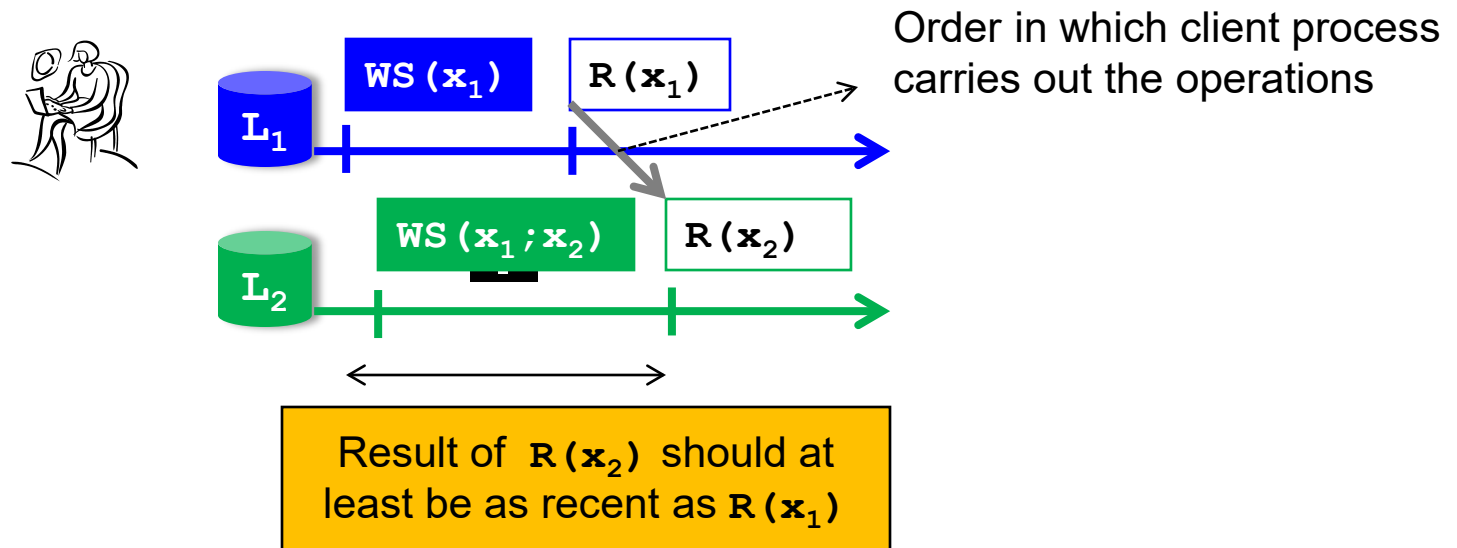 Order in which client process
carries out the operations
WS(x₁) R(x₁)
L₁
WS(x₁;x₂) R(x₂)
L₂
Result of R(x₂) should at
least be as recent as R(x₁)